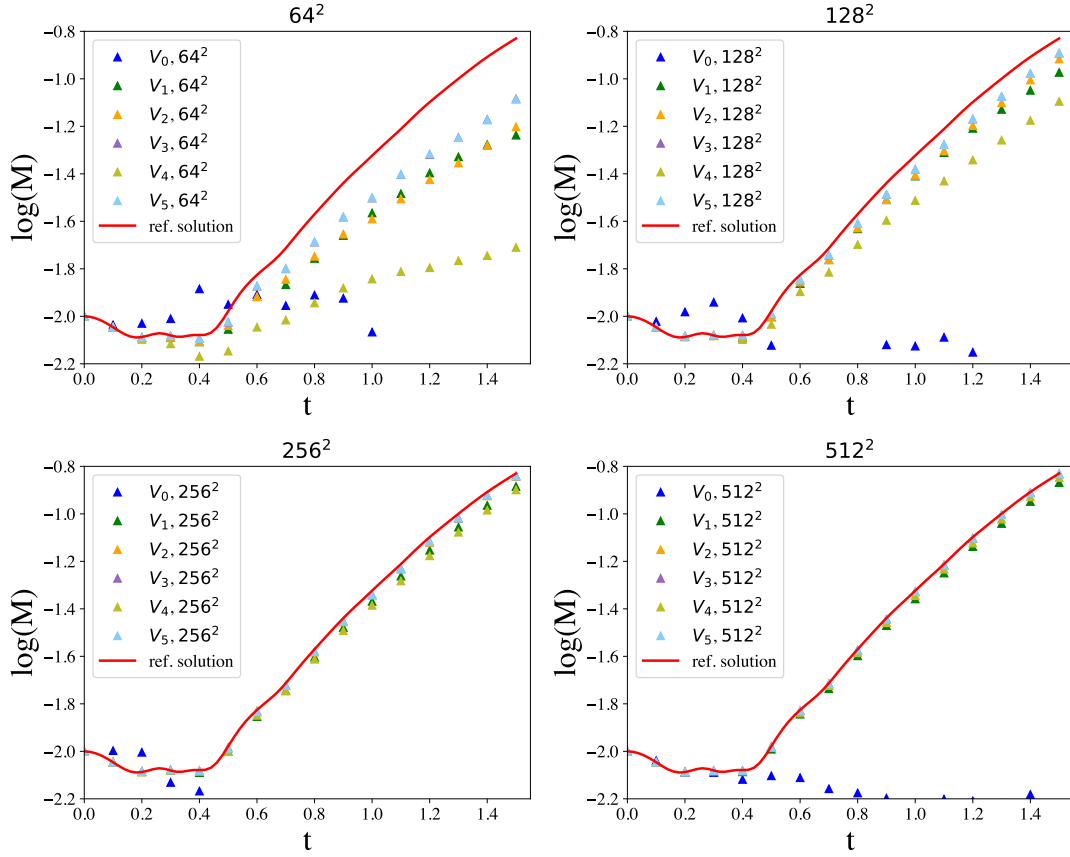 64²
−0.8
−1.0
−1.2
−1.4
−1.6
−1.8
−2.0
−2.2
log(M)
V₀, 64²
V₁, 64²
V₂, 64²
V₃, 64²
V₄, 64²
V₅, 64²
ref. solution
0.0 0.2 0.4 0.6 0.8 1.0 1.2 1.4
t
128²
−0.8
−1.0
−1.2
−1.4
−1.6
−1.8
−2.0
−2.2
log(M)
V₀, 128²
V₁, 128²
V₂, 128²
V₃, 128²
V₄, 128²
V₅, 128²
ref. solution
0.0 0.2 0.4 0.6 0.8 1.0 1.2 1.4
t
256²
−0.8
−1.0
−1.2
−1.4
−1.6
−1.8
−2.0
−2.2
log(M)
V₀, 256²
V₁, 256²
V₂, 256²
V₃, 256²
V₄, 256²
V₅, 256²
ref. solution
0.0 0.2 0.4 0.6 0.8 1.0 1.2 1.4
t
512²
−0.8
−1.0
−1.2
−1.4
−1.6
−1.8
−2.0
−2.2
log(M)
V₀, 512²
V₁, 512²
V₂, 512²
V₃, 512²
V₄, 512²
V₅, 512²
ref. solution
0.0 0.2 0.4 0.6 0.8 1.0 1.2 1.4
t